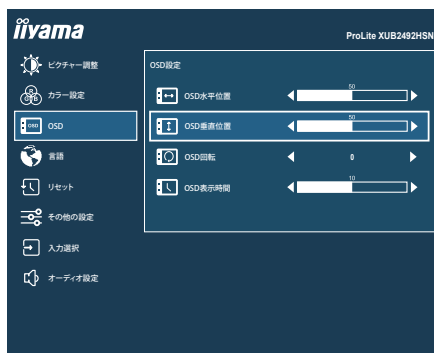 iiyama
ProLite XUB2492HSN
ピクチャー調整
カラー設定
R
G B
OSD
OSD
言語
リセット
その他の設定
入力選択
オーディオ設定
OSD設定
OSD水平位置
50
OSD垂直位置
50
OSD回転
0
OSD表示時間
10